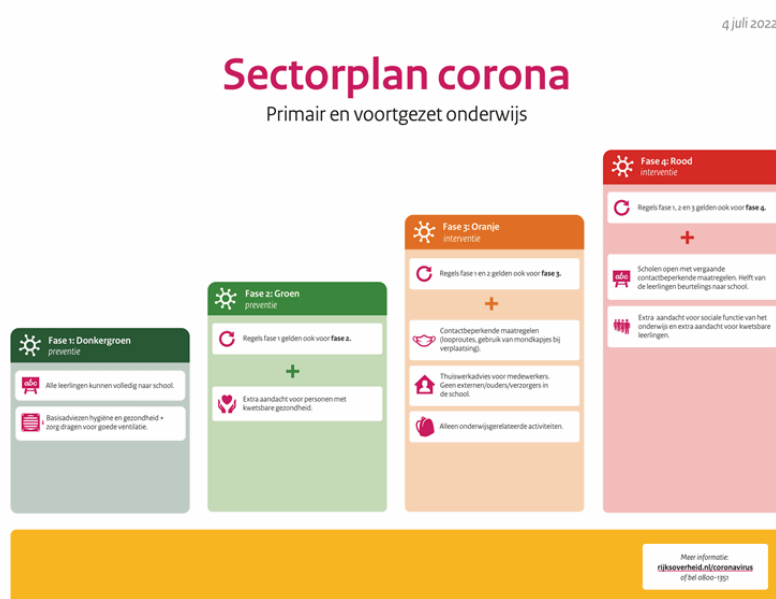 4 juli 2022
Sectorplan corona
Primair en voortgezet onderwijs
Fase 1: Donkergroen
preventie
abc
Alle leerlingen kunnen volledig naar school.
Basisadviezen hygiëne en gezondheid +
zorg dragen voor goede ventilatie.
Fase 2: Groen
preventie
Regels fase 1 gelden ook voor fase 2.
+
Extra aandacht voor personen met
kwetsbare gezondheid.
Fase 3: Oranje
interventie
Regels fase 1 en 2 gelden ook voor fase 3.
+
Contactbeperkende maatregelen
(looproutes, gebruik van mondkapjes bij
verplaatsing).
Thuiswerkadvies voor medewerkers.
Geen externen/ouders/verzorgers in
de school.
Alleen onderwijsgerelateerde activiteiten.
Fase 4: Rood
interventie
Regels fase 1, 2 en 3 gelden ook voor fase 4.
+
abc
Scholen open met vergaande
contactbeperkende maatregelen. Helft van
de leerlingen beurtelings naar school.
Extra aandacht voor sociale functie van het
onderwijs en extra aandacht voor kwetsbare
leerlingen.
Meer informatie:
rijksoverheid.nl/coronavirus
of bel 0800-1351